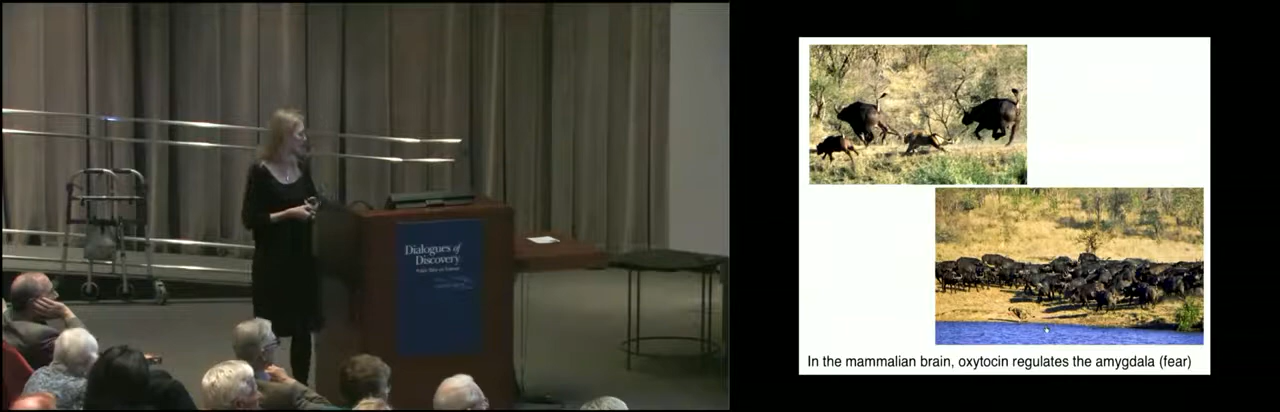 Dialogues of
Discovery
In the mammalian brain, oxytocin regulates the amygdala (fear)